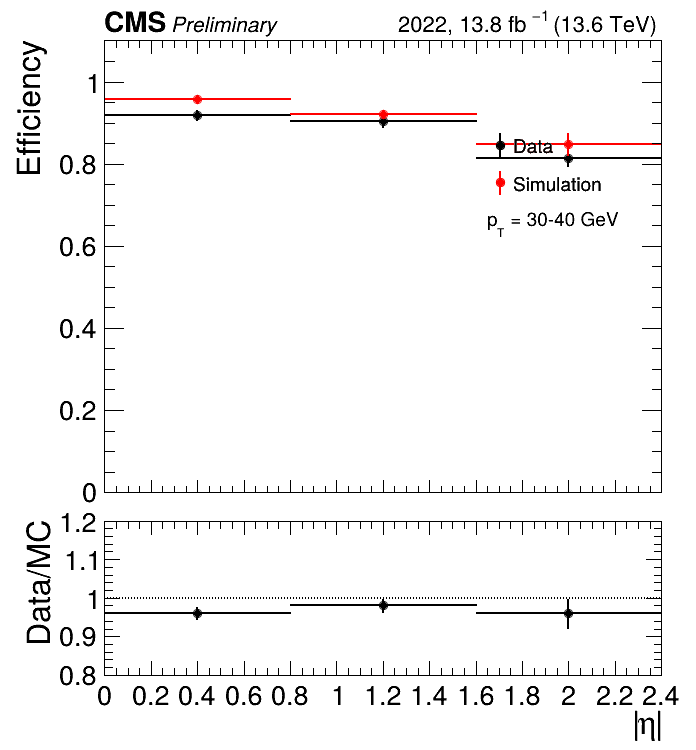 CMS Preliminary 2022, 13.8 fb⁻¹ (13.6 TeV)
Efficiency
1
0.8
0.6
0.4
0.2
0
Data
Simulation
p_T = 30-40 GeV
Data/MC
1.2
1.1
1
0.9
0.8
0 0.2 0.4 0.6 0.8 1 1.2 1.4 1.6 1.8 2 2.2 2.4
|η|